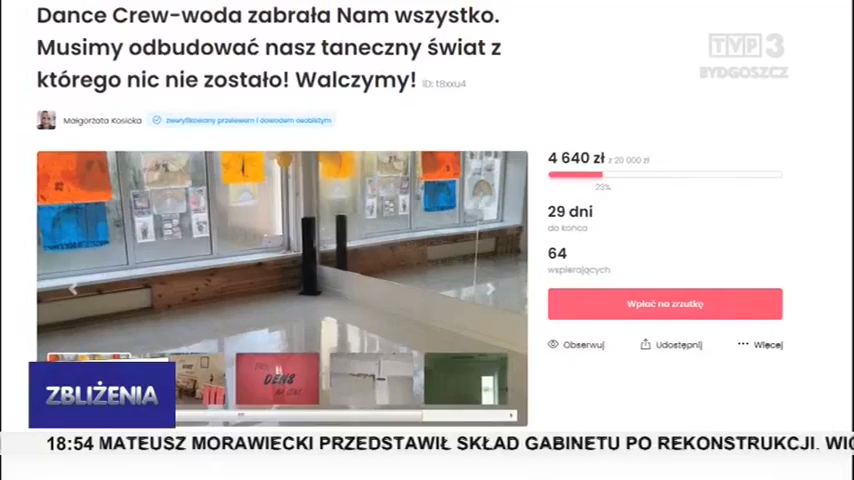 Dance Crew-woda zabrała Nam wszystko.
Musimy odbudować nasz taneczny świat z
którego nic nie zostało! Walczymy! ID: t8xxu4
TVP3
BYDGOSZCZ
Małgorzata Kosicka zweryfikowany przelewem i dowodem osobistym
4 640 zł z 20 000 zł
23%
29 dni
do końca
64
wspierających
Wpłać na zrzutkę
Obserwuj Udostępnij Więcej
ZBLIŻENIA
18:54 MATEUSZ MORAWIECKI PRZEDSTAWIŁ SKŁAD GABINETU PO REKONSTRUKCJI. WIC